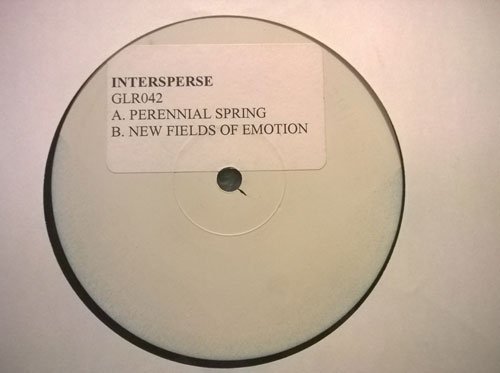 INTERSPERSE
GLR042
A. PERENNIAL SPRING
B. NEW FIELDS OF EMOTION